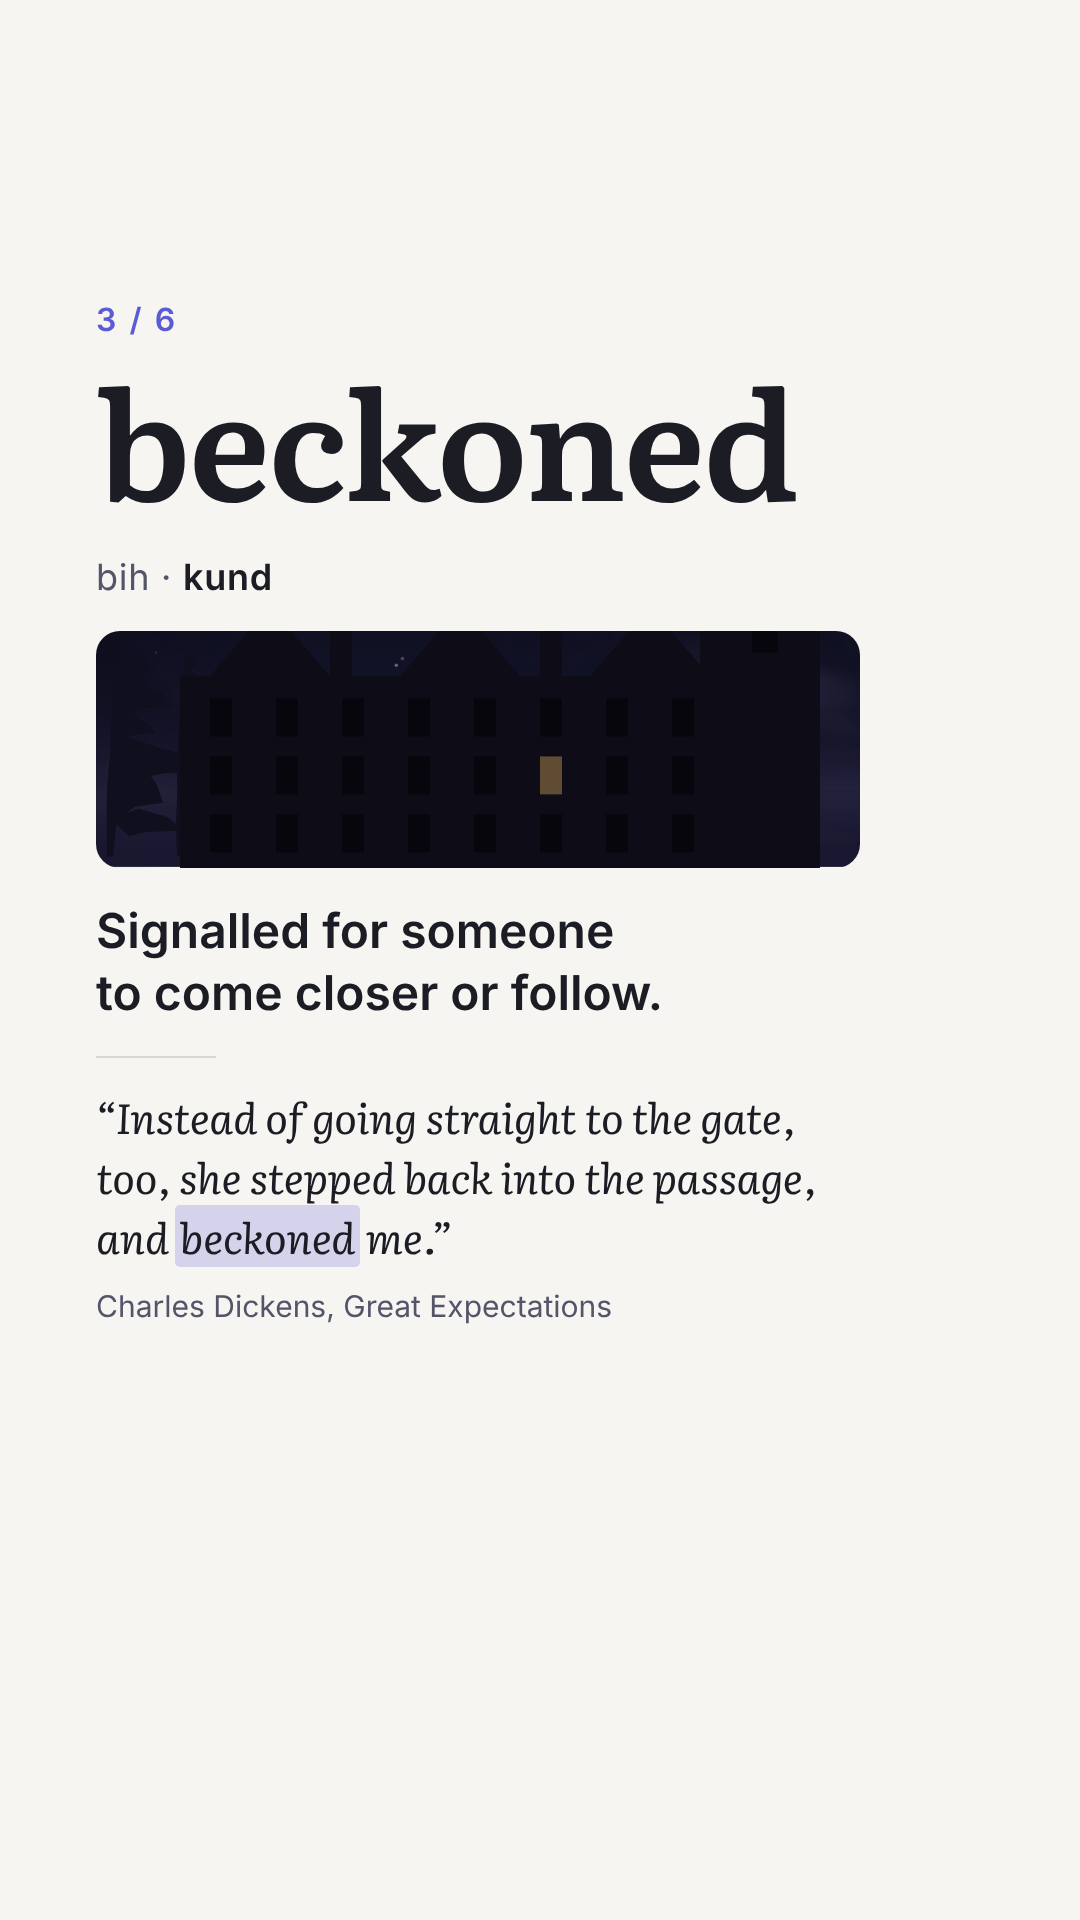 3 / 6
beckoned
bih · kund
Signalled for someone
to come closer or follow.
“Instead of going straight to the gate,
too, she stepped back into the passage,
and beckoned me.”
Charles Dickens, Great Expectations